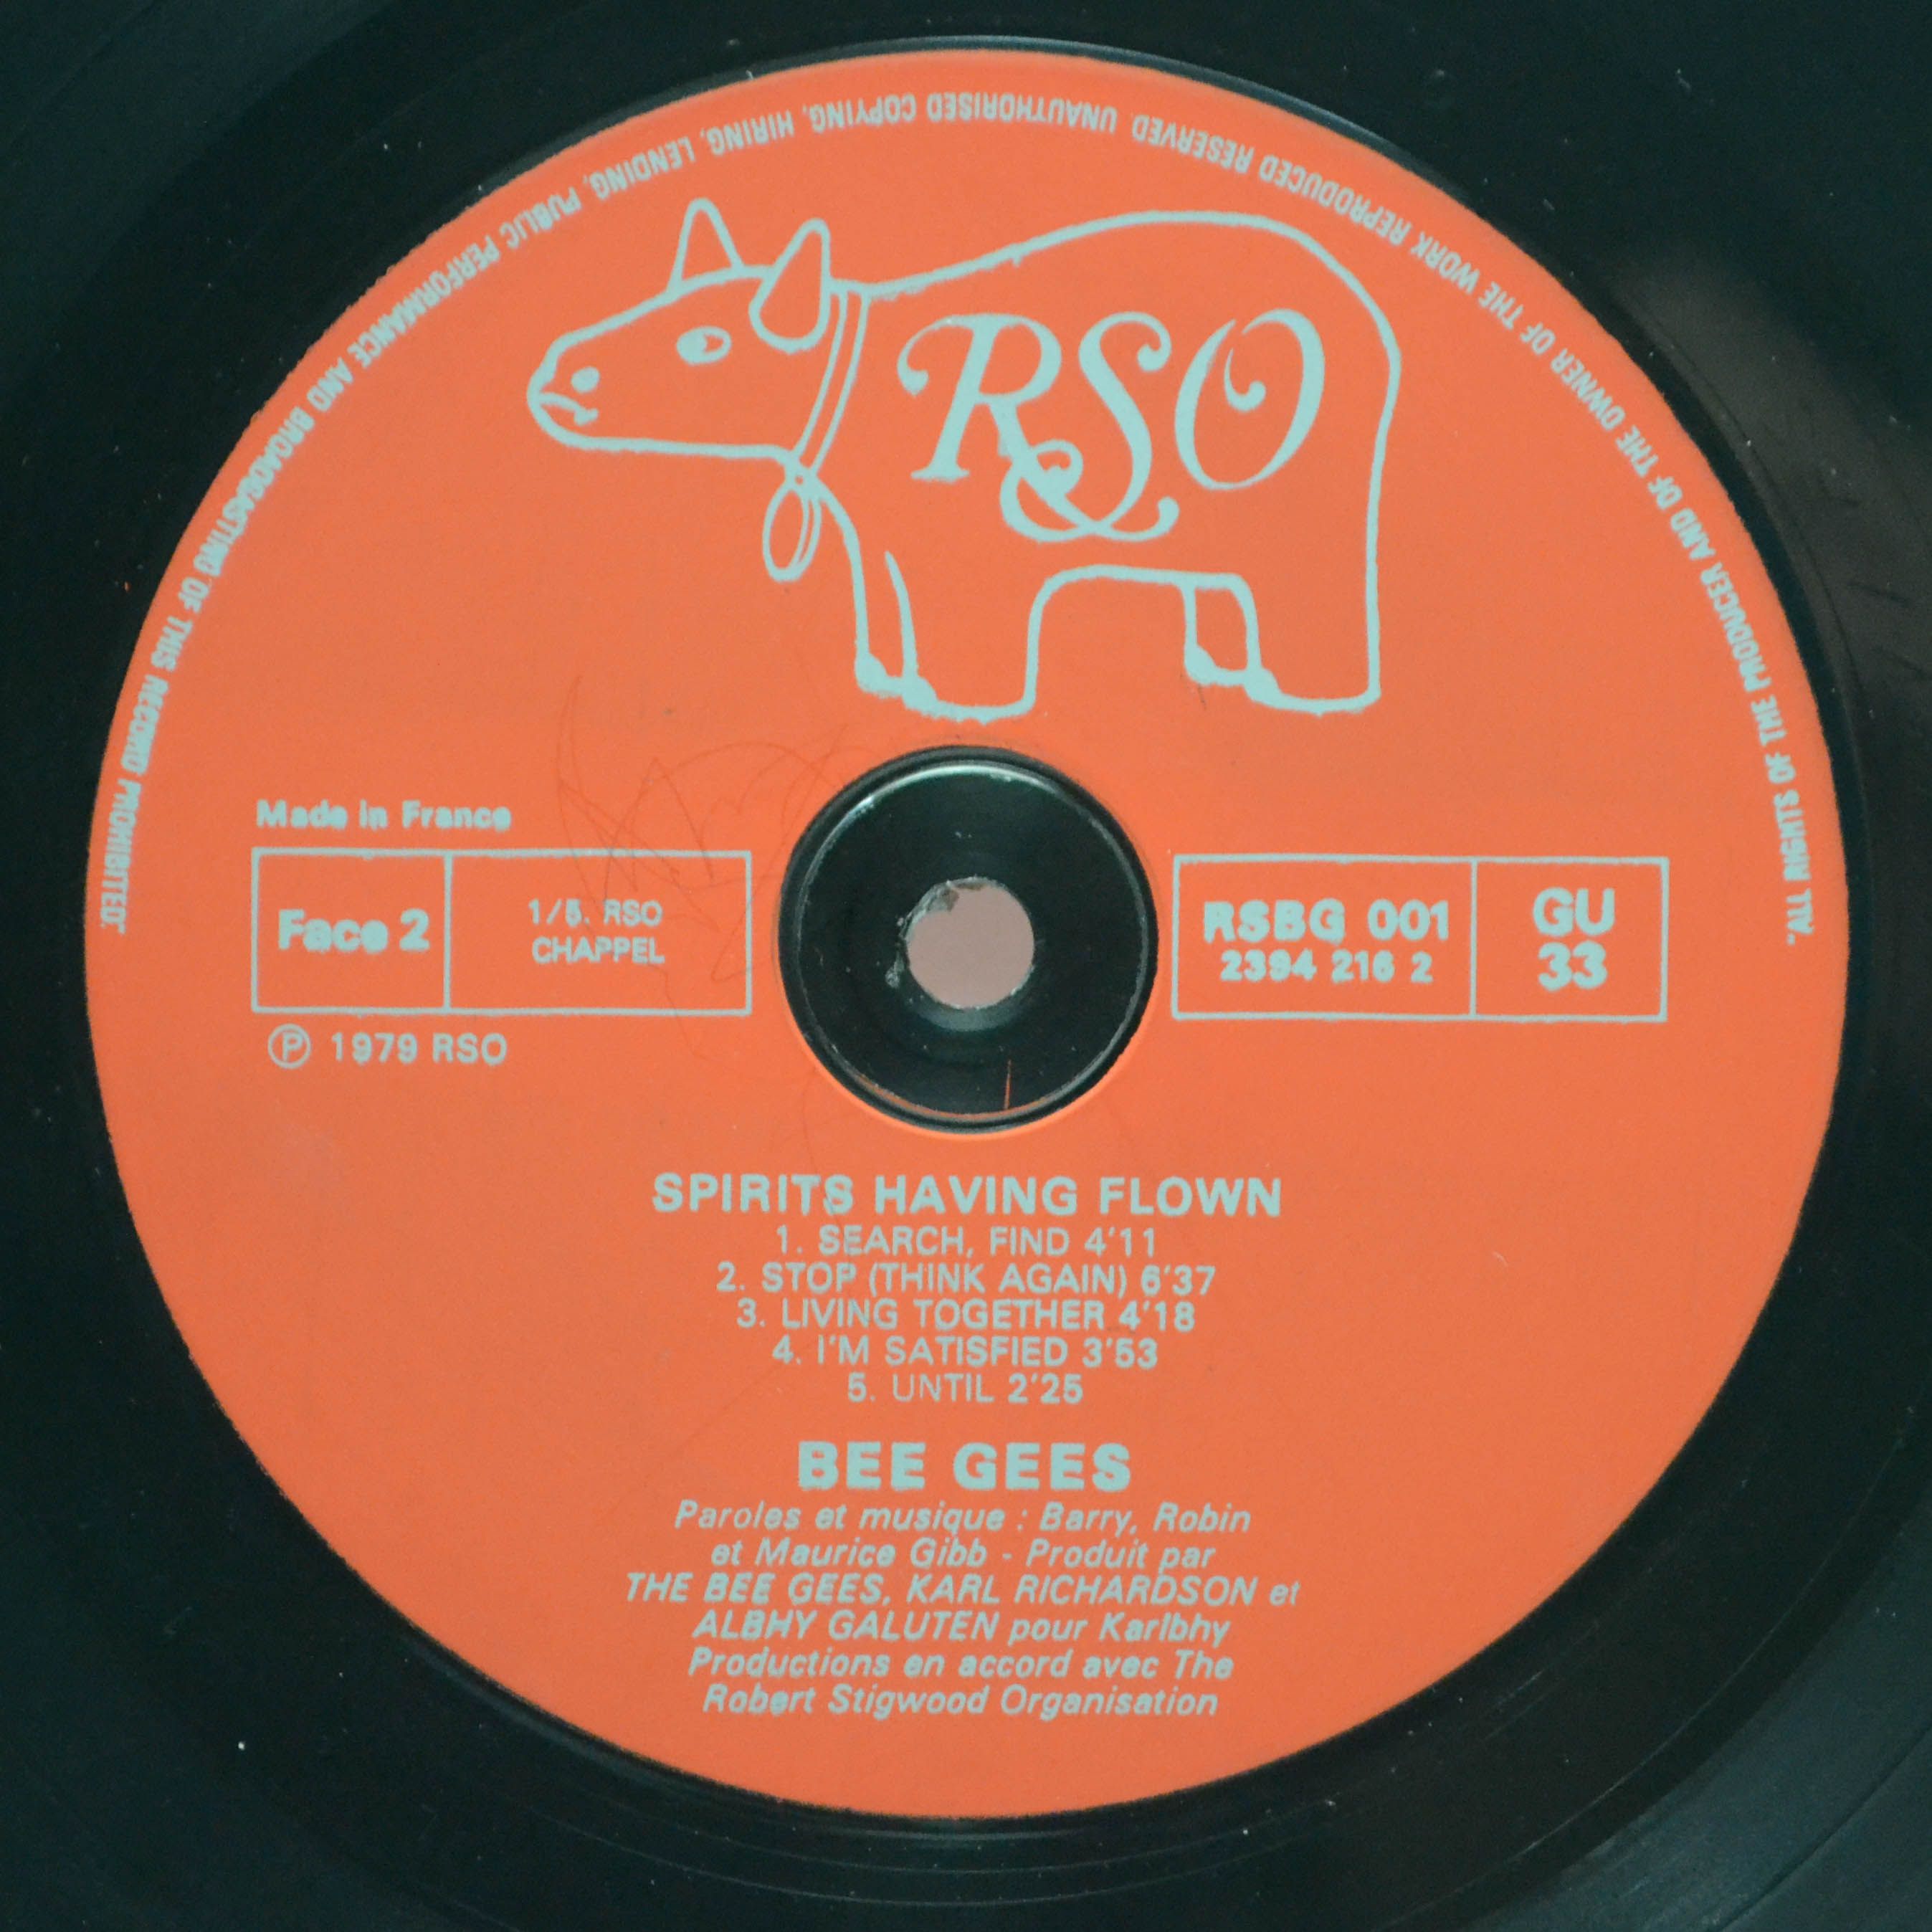 "ALL RIGHTS OF THE PRODUCER AND OF THE OWNER OF THE WORK REPRODUCED RESERVED UNAUTHORISED COPYING, HIRING, LENDING, PUBLIC PERFORMANCE AND BROADCASTING OF THIS RECORD PROHIBITED".
RSO
Made in France
Face 2
1/5. RSO
CHAPPEL
RSBG 001
2394 216 2
GU
33
℗ 1979 RSO
SPIRITS HAVING FLOWN
1. SEARCH, FIND 4'11
2. STOP (THINK AGAIN) 6'37
3. LIVING TOGETHER 4'18
4. I'M SATISFIED 3'53
5. UNTIL 2'25
BEE GEES
Paroles et musique : Barry, Robin
et Maurice Gibb - Produit par
THE BEE GEES, KARL RICHARDSON et
ALBHY GALUTEN pour Karlbhy
Productions en accord avec The
Robert Stigwood Organisation